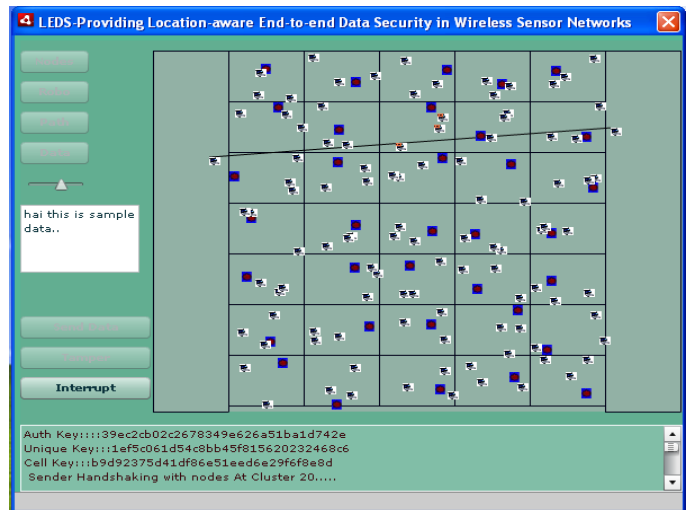 LEDS-Providing Location-aware End-to-end Data Security in Wireless Sensor Networks
hai this is sample
data..
Interrupt
Auth Key::::39ec2cb02c2678349e626a51ba1d742e
Unique Key:::1ef5c061d54c8bb45f815620232468c6
Cell Key:::b9d92375d41df86e51eed6e29f6f8e8d
Sender Handshaking with nodes At Cluster 20.....